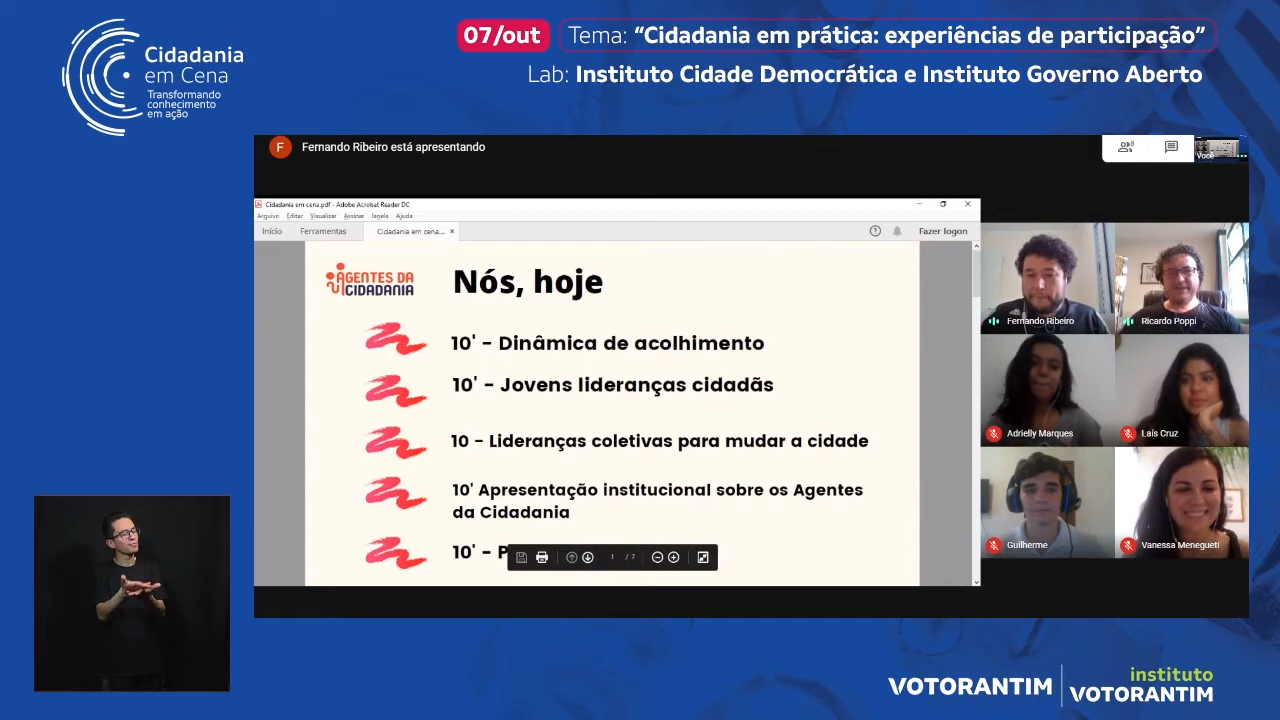 Cidadania
em Cena
Transformando
conhecimento
em ação
07/out
Tema: “Cidadania em prática: experiências de participação”
Lab: Instituto Cidade Democrática e Instituto Governo Aberto
F
Fernando Ribeiro está apresentando
8
Você
Cidadania em cena.pdf - Adobe Acrobat Reader DC
Arquivo Editar Visualizar Assinar Janela Ajuda
Início Ferramentas Cidadania em cena... × ? Fazer logon
AGENTES DA
CIDADANIA
Nós, hoje
10' - Dinâmica de acolhimento
10' - Jovens lideranças cidadãs
10 - Lideranças coletivas para mudar a cidade
10' Apresentação institucional sobre os Agentes
da Cidadania
10' - P
1 / 7
Fernando Ribeiro
Ricardo Poppi
Adrielly Marques
Laís Cruz
Guilherme
Vanessa Menegueti
VOTORANTIM
instituto
VOTORANTIM